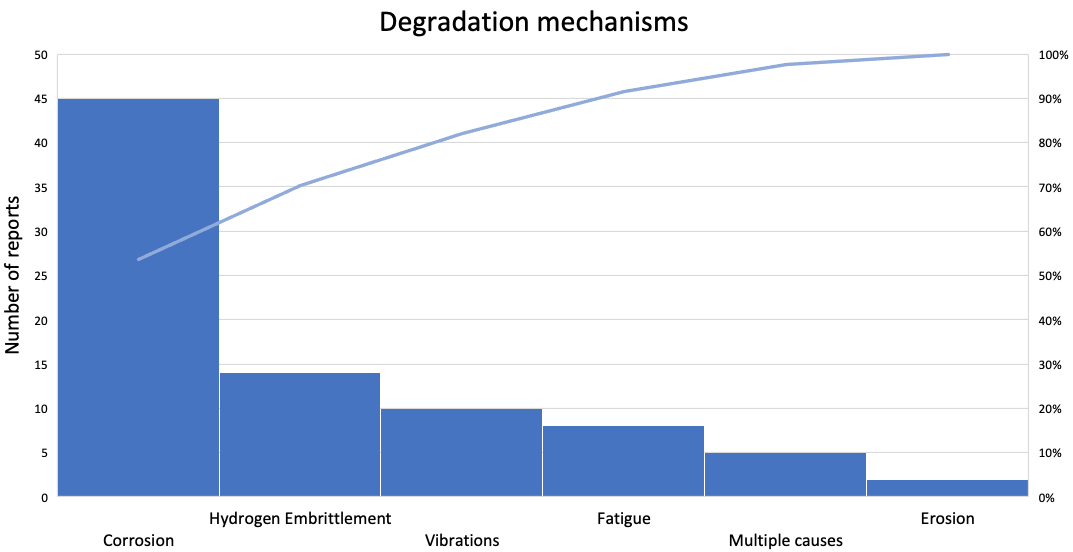 Degradation mechanisms
50
45
40
35
30
25
20
15
10
5
0
Number of reports
100%
90%
80%
70%
60%
50%
40%
30%
20%
10%
0%
Hydrogen Embrittlement
Fatigue
Erosion
Corrosion
Vibrations
Multiple causes